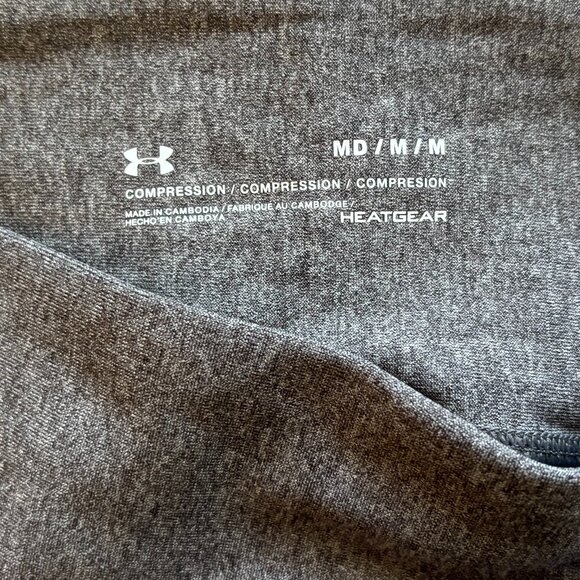 MD / M / M
COMPRESSION / COMPRESSION / COMPRESIÓN
MADE IN CAMBODIA / FABRIQUÉ AU CAMBODGE /
HECHO EN CAMBOYA
HEATGEAR